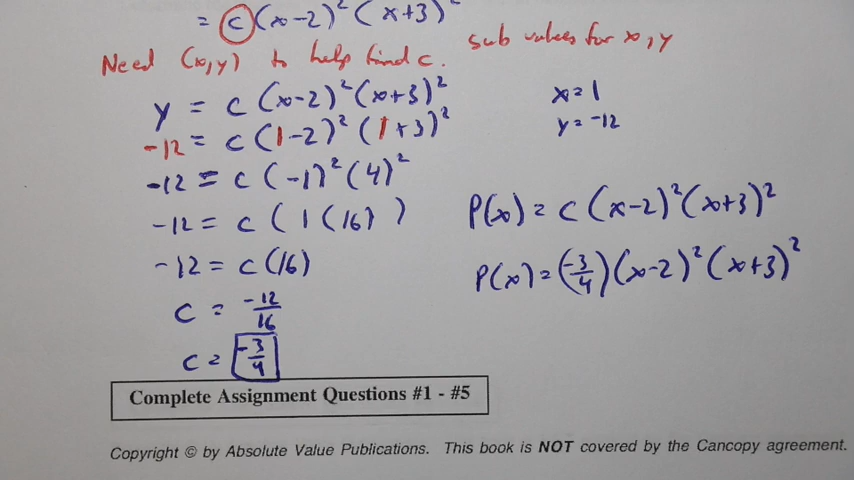 = c (x-2)² (x+3)²
Need (x,y) to help find c. sub values for x,y
y = c (x-2)²(x+3)²
-12 = c (1-2)² (1+3)²
-12 = c (-1)² (4)²
-12 = c ( 1 (16) )
-12 = c (16)
c = -12/16
c = -3/4
x = 1
y = -12
P(x) = c (x-2)²(x+3)²
P(x) = (-3/4) (x-2)² (x+3)²
Complete Assignment Questions #1 - #5
Copyright © by Absolute Value Publications. This book is NOT covered by the Cancopy agreement.